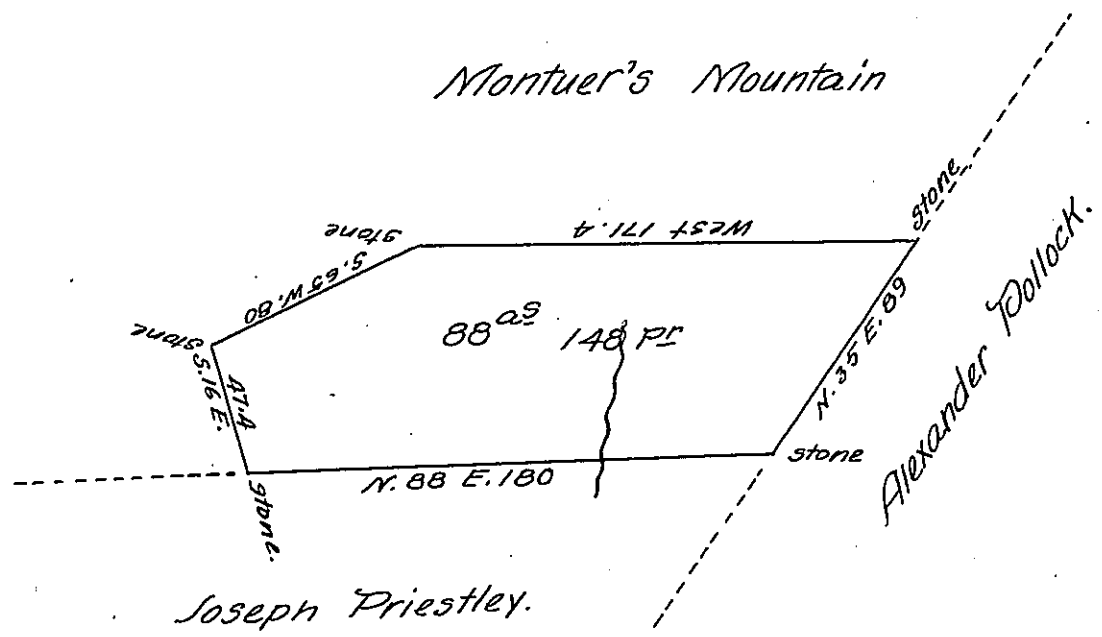 Montuer's Mountain
stone
West 171.4
stone
S. 65 W. 80
stone
S. 16 E.
47.4
88 as 148 Pr
N. 35 E. 89
Alexander Pollock.
stone
N. 88 E. 180
stone.
Joseph Priestley.